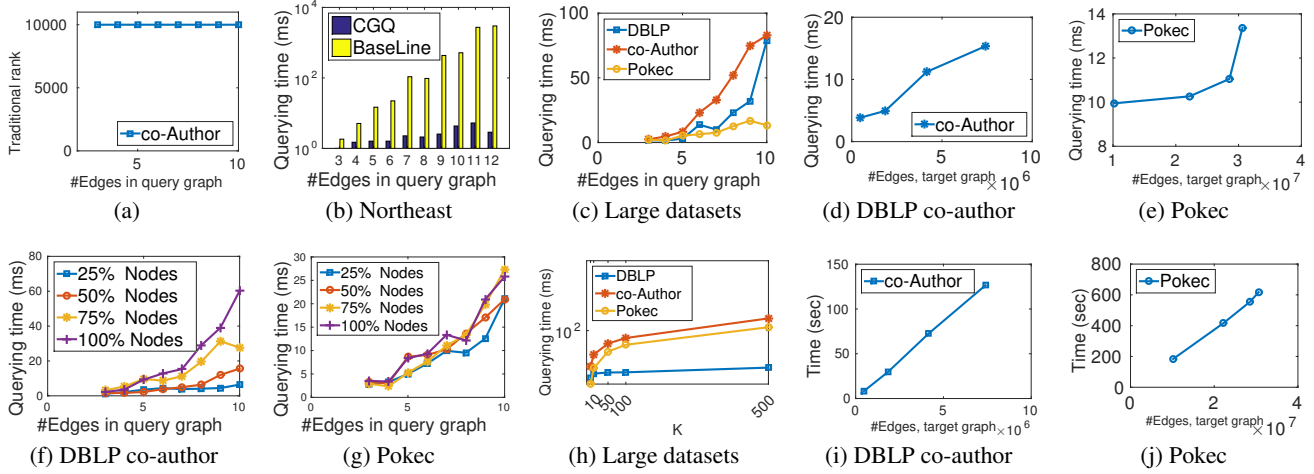 Traditional rank
10000
5000
0
co-Author
0 5 10
#Edges in query graph
(a)
Querying time (ms)
10^2
10^0
CGQ
BaseLine
3 4 5 6 7 8 9 10 11 12
#Edges in query graph
(b) Northeast
Querying time (ms)
100
50
0
DBLP
co-Author
Pokec
0 5 10
#Edges in query graph
(c) Large datasets
Querying time (ms)
20
10
0
co-Author
0 2 4 6 8
#Edges, target graph ×10^6
(d) DBLP co-author
Querying time (ms)
14
12
10
8
Pokec
1 2 3 4
#Edges, target graph ×10^7
(e) Pokec
Querying time (ms)
80
60
40
20
0
25% Nodes
50% Nodes
75% Nodes
100% Nodes
0 5 10
#Edges in query graph
(f) DBLP co-author
Querying time (ms)
30
25
20
15
10
5
0
25% Nodes
50% Nodes
75% Nodes
100% Nodes
0 5 10
#Edges in query graph
(g) Pokec
Querying time (ms)
10^2
DBLP
co-Author
Pokec
10 50 100 500
K
(h) Large datasets
Time (sec)
150
100
50
0
co-Author
0 2 4 6 8
#Edges, target graph ×10^6
(i) DBLP co-author
Time (sec)
800
600
400
200
0
Pokec
0 2 4
#Edges, target graph ×10^7
(j) Pokec